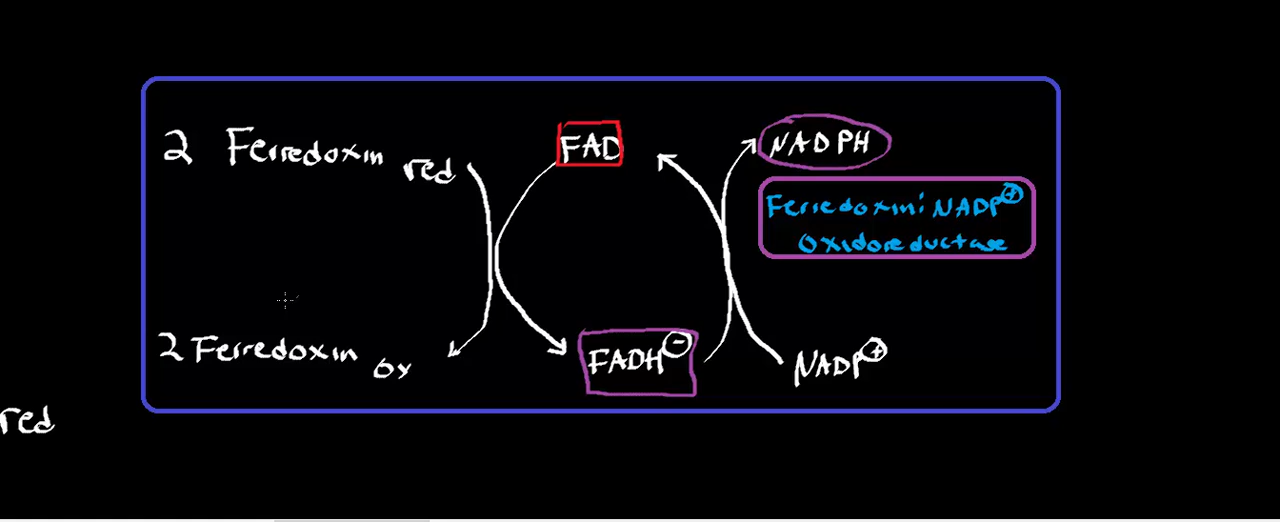 2 Ferredoxin red
FAD
NADPH
Ferredoxin: NADP⊕
Oxidoreductase
2 Ferredoxin ox
FADH⊖
NADP⊕
red